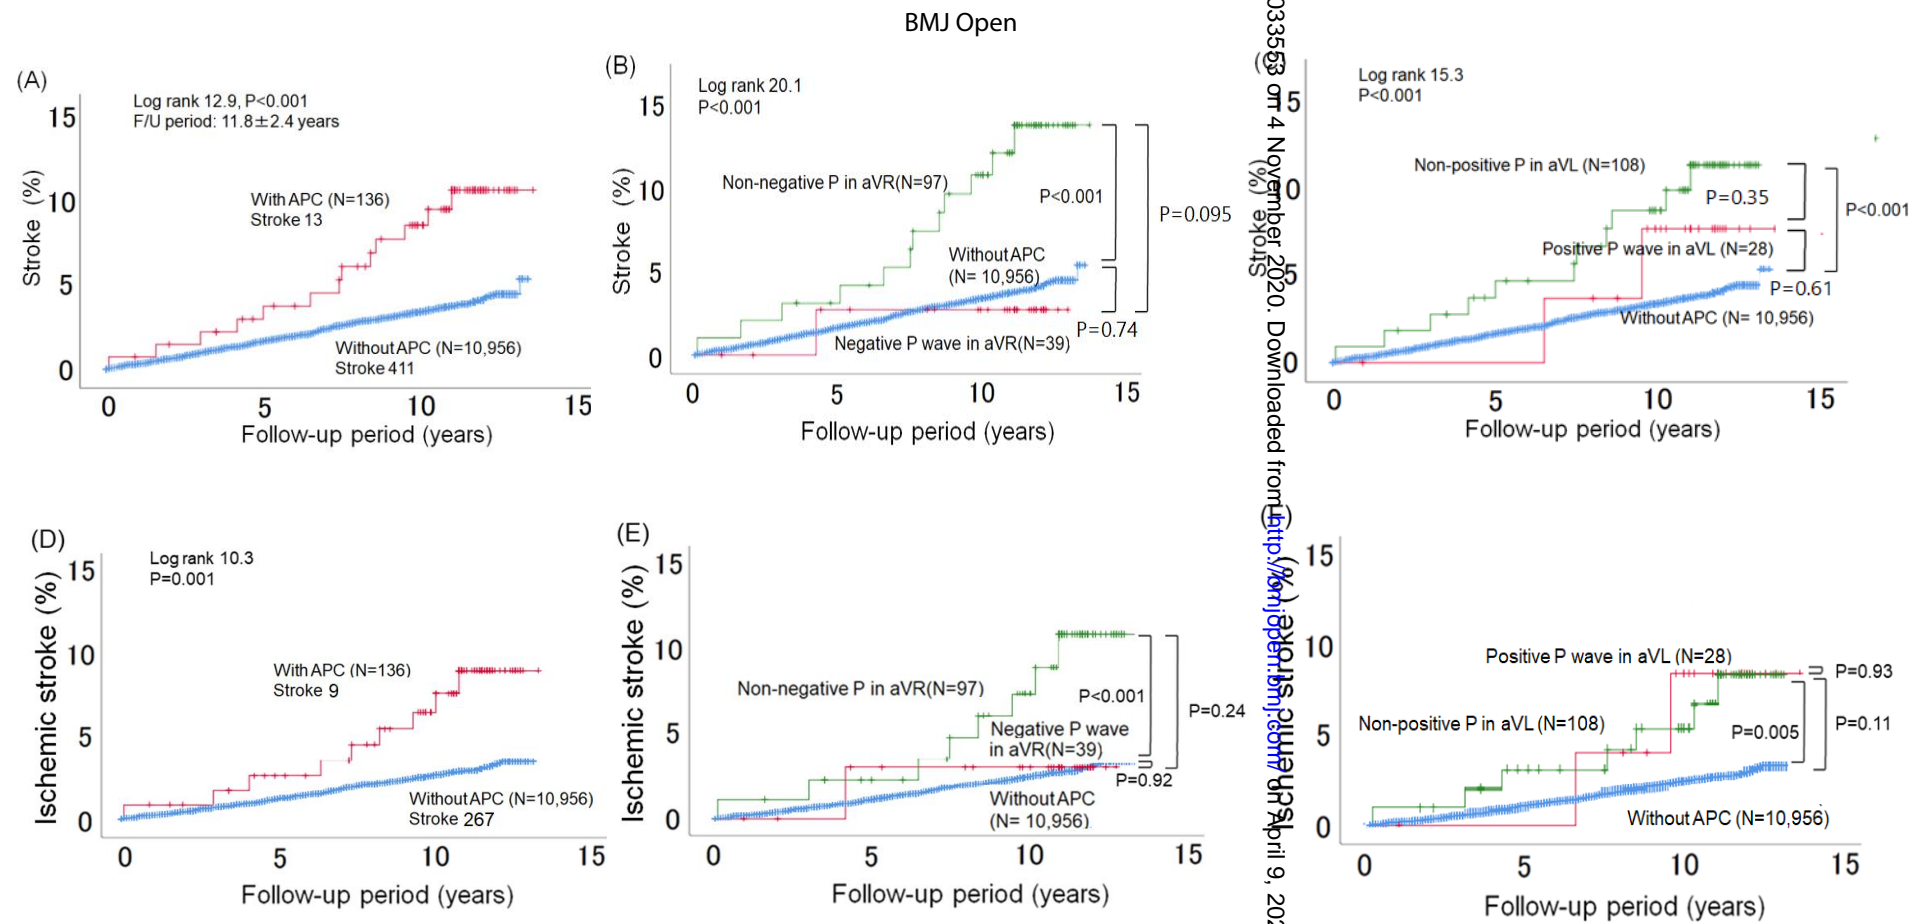 BMJ Open
(A)
Log rank 12.9, P<0.001
F/U period: 11.8±2.4 years
With APC (N=136)
Stroke 13
Without APC (N=10,956)
Stroke 411
Stroke (%)
15
10
5
0
0 5 10 15
Follow-up period (years)
(B)
Log rank 20.1
P<0.001
Non-negative P in aVR(N=97)
P<0.001
P=0.095
Without APC
(N= 10,956)
P=0.74
Negative P wave in aVR(N=39)
Stroke (%)
15
10
5
0
0 5 10 15
Follow-up period (years)
(C)
Log rank 15.3
P<0.001
Non-positive P in aVL (N=108)
P=0.35
P<0.001
Positive P wave in aVL (N=28)
P=0.61
Without APC (N= 10,956)
Stroke (%)
15
10
5
0
0 5 10 15
Follow-up period (years)
(D)
Log rank 10.3
P=0.001
With APC (N=136)
Stroke 9
Without APC (N=10,956)
Stroke 267
Ischemic stroke (%)
15
10
5
0
0 5 10 15
Follow-up period (years)
(E)
Non-negative P in aVR(N=97)
P<0.001
P=0.24
Negative P wave
in aVR(N=39)
P=0.92
Without APC
(N= 10,956)
Ischemic stroke (%)
15
10
5
0
0 5 10 15
Follow-up period (years)
Positive P wave in aVL (N=28)
P=0.93
Non-positive P in aVL (N=108)
P=0.005
P=0.11
Without APC (N=10,956)
Ischemic stroke (%)
15
10
5
0
0 5 10 15
Follow-up period (years)
033553 on 4 November 2020. Downloaded from http://bmjopen.bmj.com/ on April 9, 202